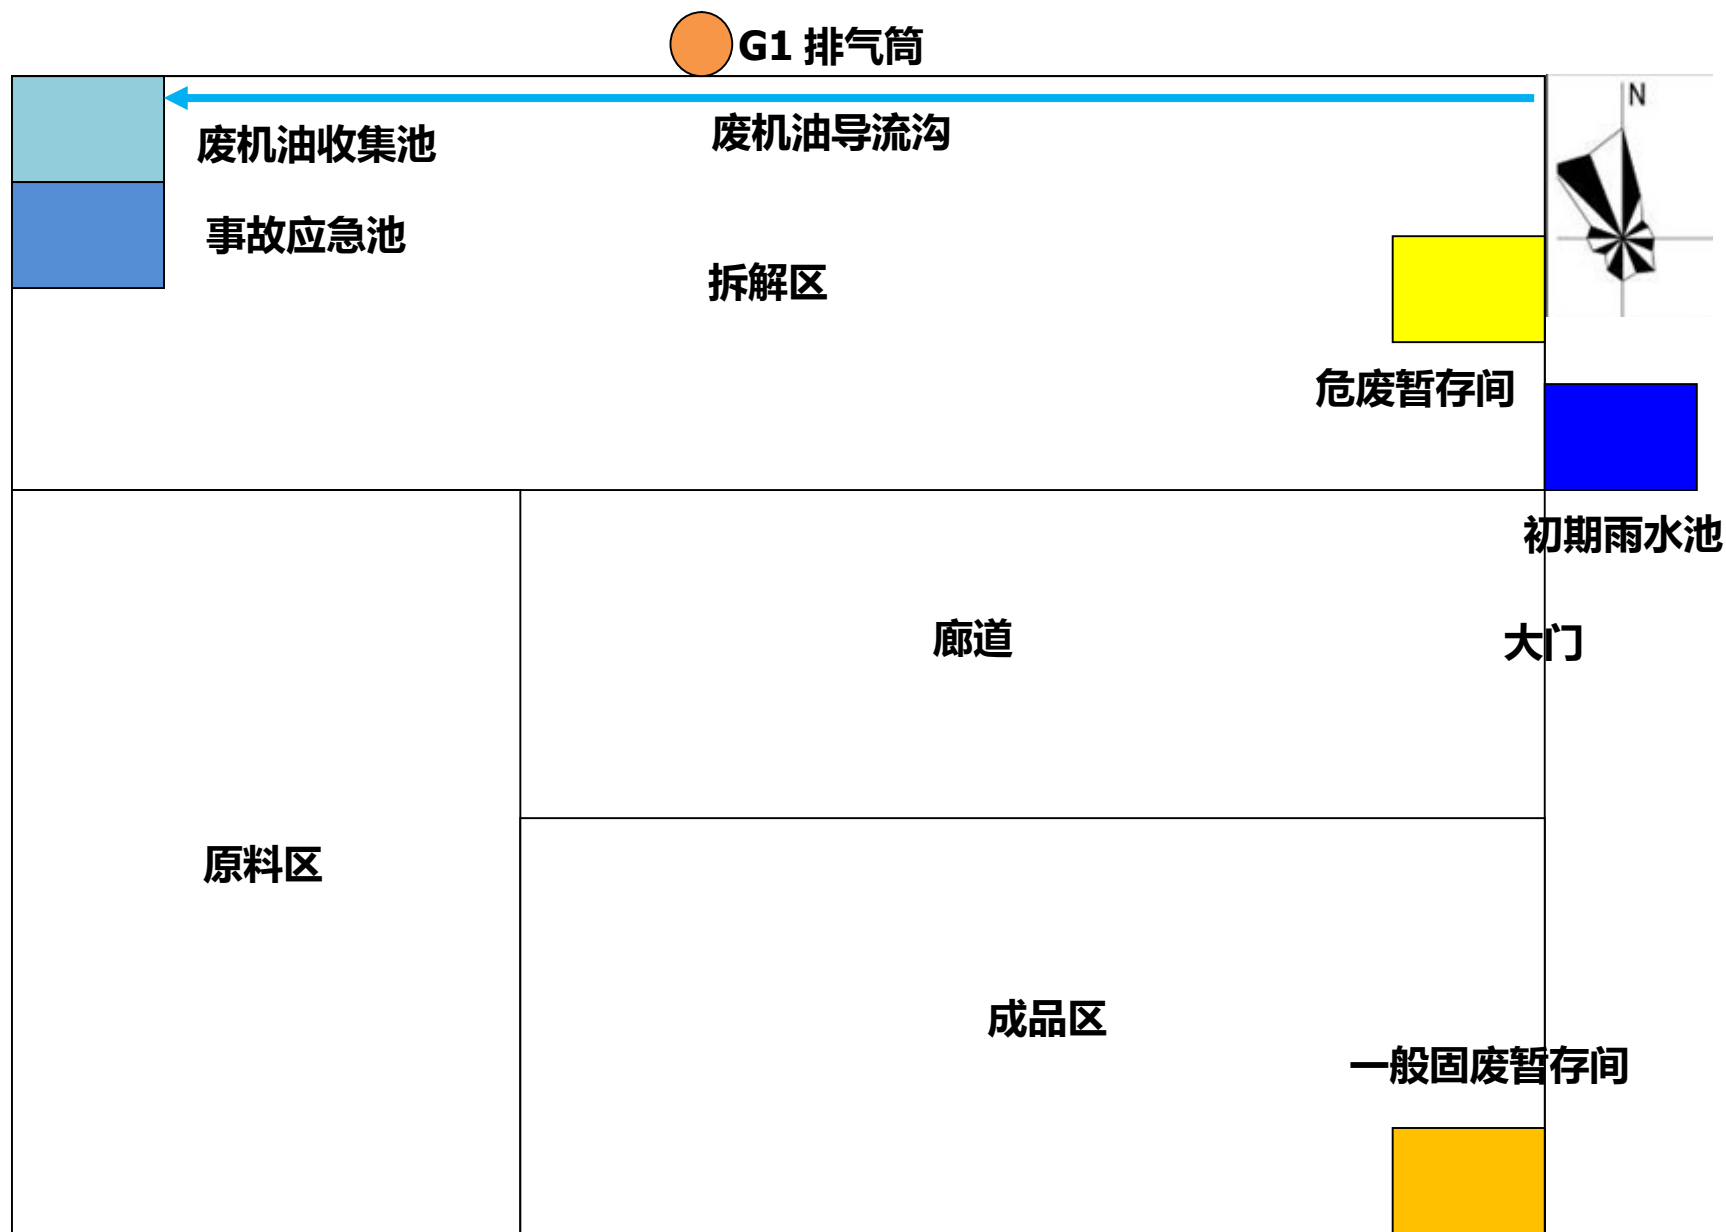 G1 排气筒
N
废机油收集池
废机油导流沟
事故应急池
拆解区
危废暂存间
初期雨水池
廊道
大门
原料区
成品区
一般固废暂存间